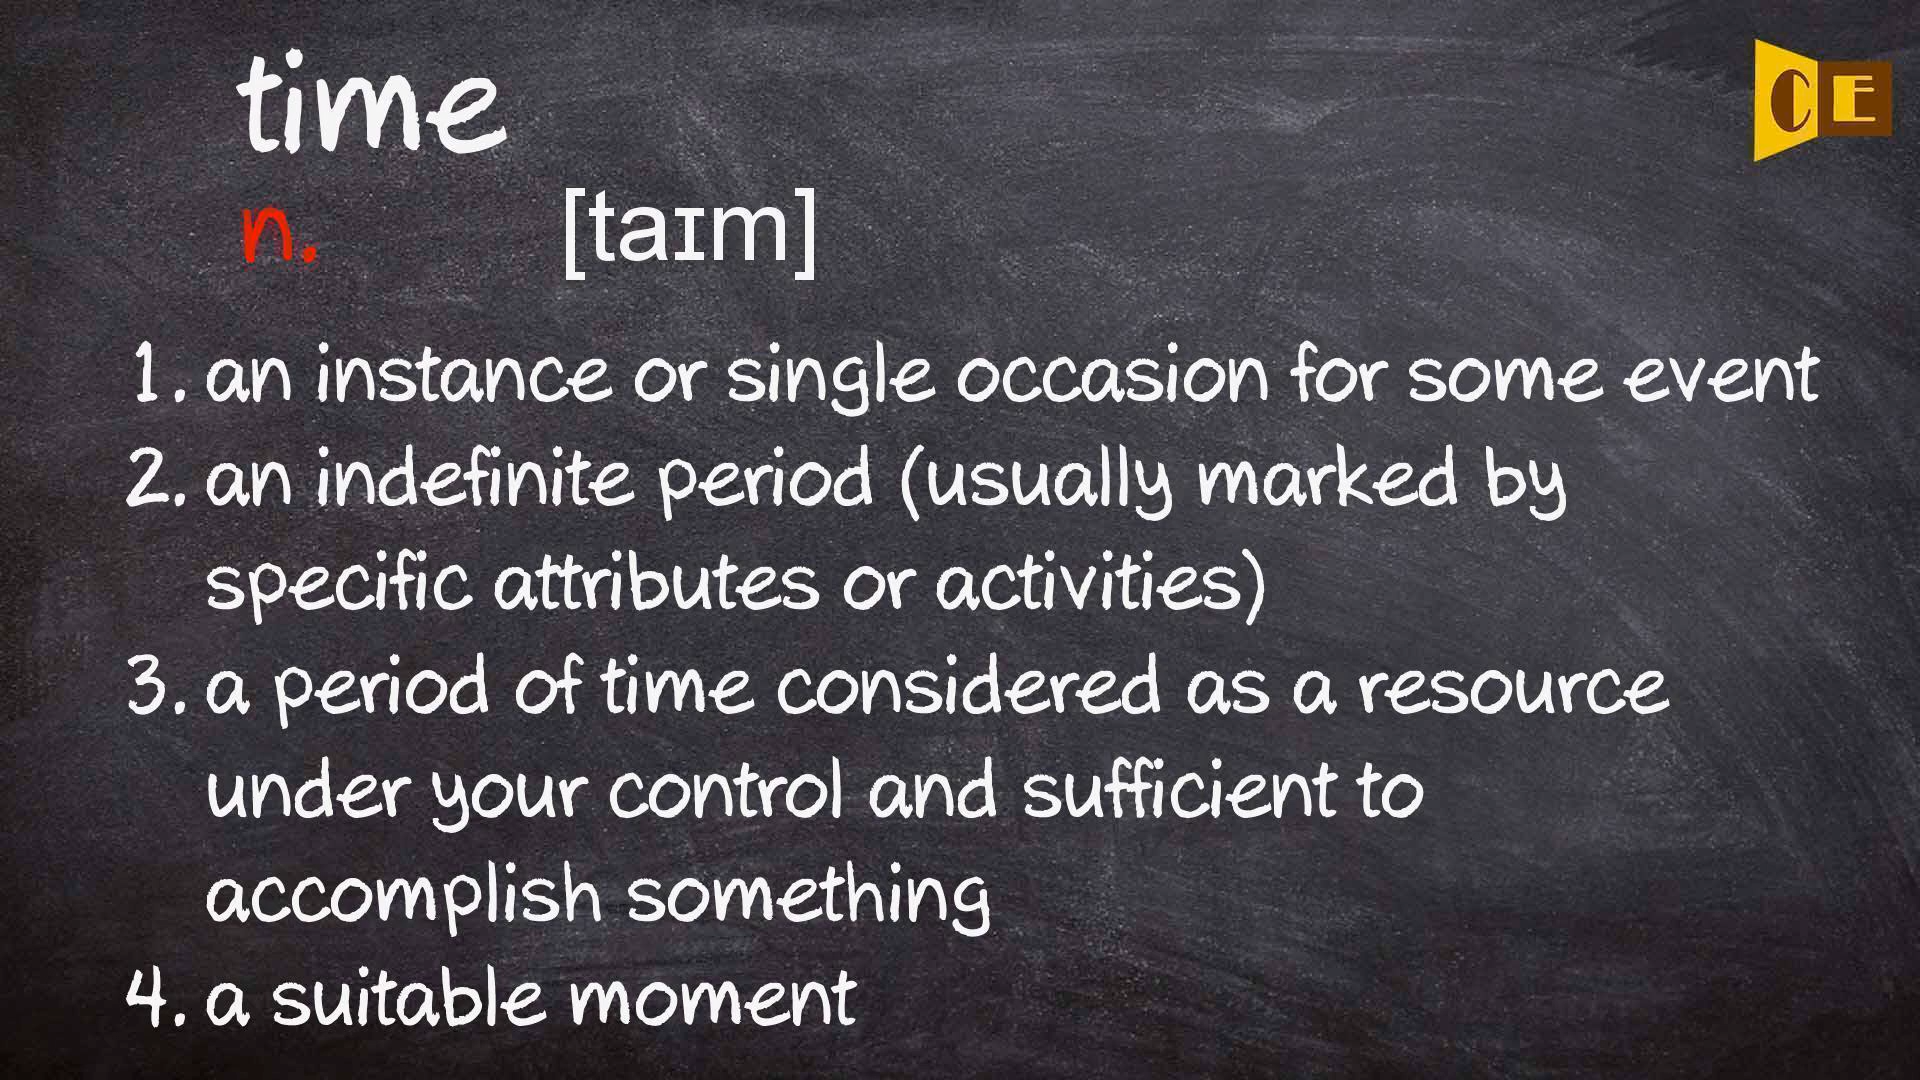 time
CE
n. [taɪm]
1. an instance or single occasion for some event
2. an indefinite period (usually marked by
specific attributes or activities)
3. a period of time considered as a resource
under your control and sufficient to
accomplish something
4. a suitable moment